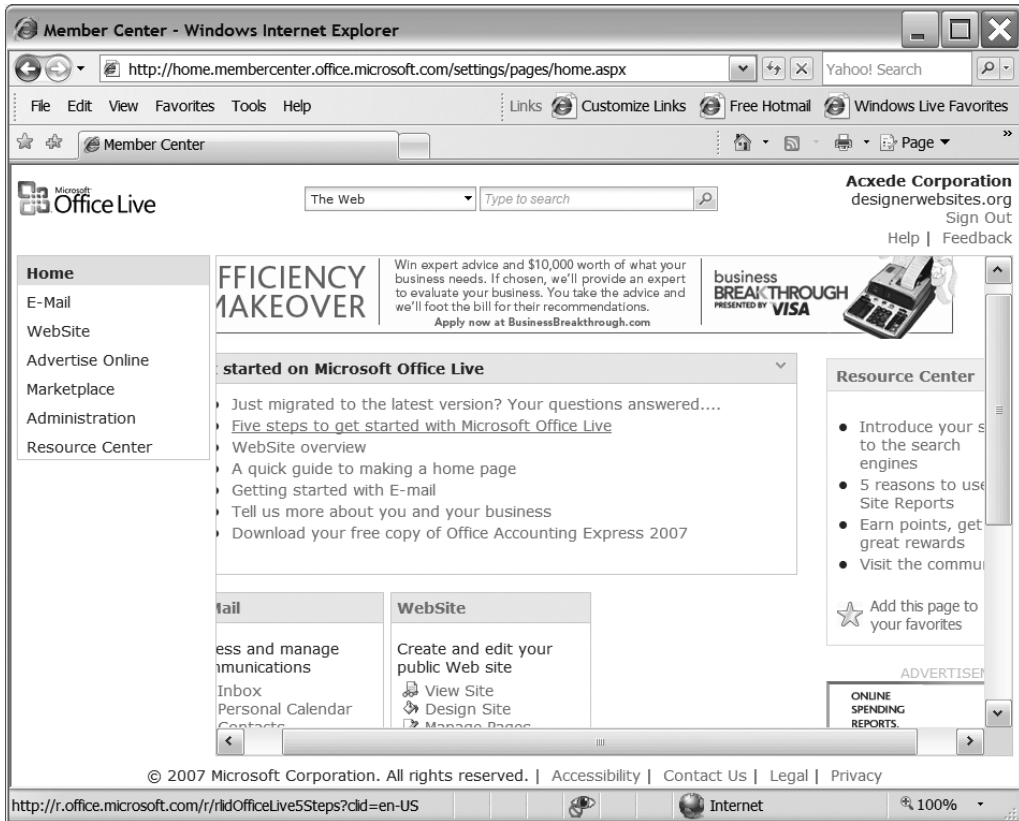 Member Center - Windows Internet Explorer
http://home.membercenter.office.microsoft.com/settings/pages/home.aspx
Yahoo! Search
File Edit View Favorites Tools Help
Links Customize Links Free Hotmail Windows Live Favorites
Member Center
Page
»
Microsoft
Office Live
The Web
Type to search
Acxede Corporation
designerwebsites.org
Sign Out
Help | Feedback
Home
E-Mail
WebSite
Advertise Online
Marketplace
Administration
Resource Center
FFICIENCY
MAKEOVER
Win expert advice and $10,000 worth of what your
business needs. If chosen, we'll provide an expert
to evaluate your business. You take the advice and
we'll foot the bill for their recommendations.
Apply now at BusinessBreakthrough.com
business
BREAKTHROUGH
PRESENTED BY VISA
started on Microsoft Office Live
Just migrated to the latest version? Your questions answered....
Five steps to get started with Microsoft Office Live
WebSite overview
A quick guide to making a home page
Getting started with E-mail
Tell us more about you and your business
Download your free copy of Office Accounting Express 2007
Resource Center
Introduce your s
to the search
engines
5 reasons to use
Site Reports
Earn points, get
great rewards
Visit the commu
Add this page to
your favorites
ADVERTISE
ONLINE
SPENDING
REPORTS.
Mail
ess and manage
mmunications
Inbox
Personal Calendar
Contacts
WebSite
Create and edit your
public Web site
View Site
Design Site
Manage Pages
© 2007 Microsoft Corporation. All rights reserved. | Accessibility | Contact Us | Legal | Privacy
http://r.office.microsoft.com/r/rlidOfficeLive5Steps?clid=en-US
Internet
100%